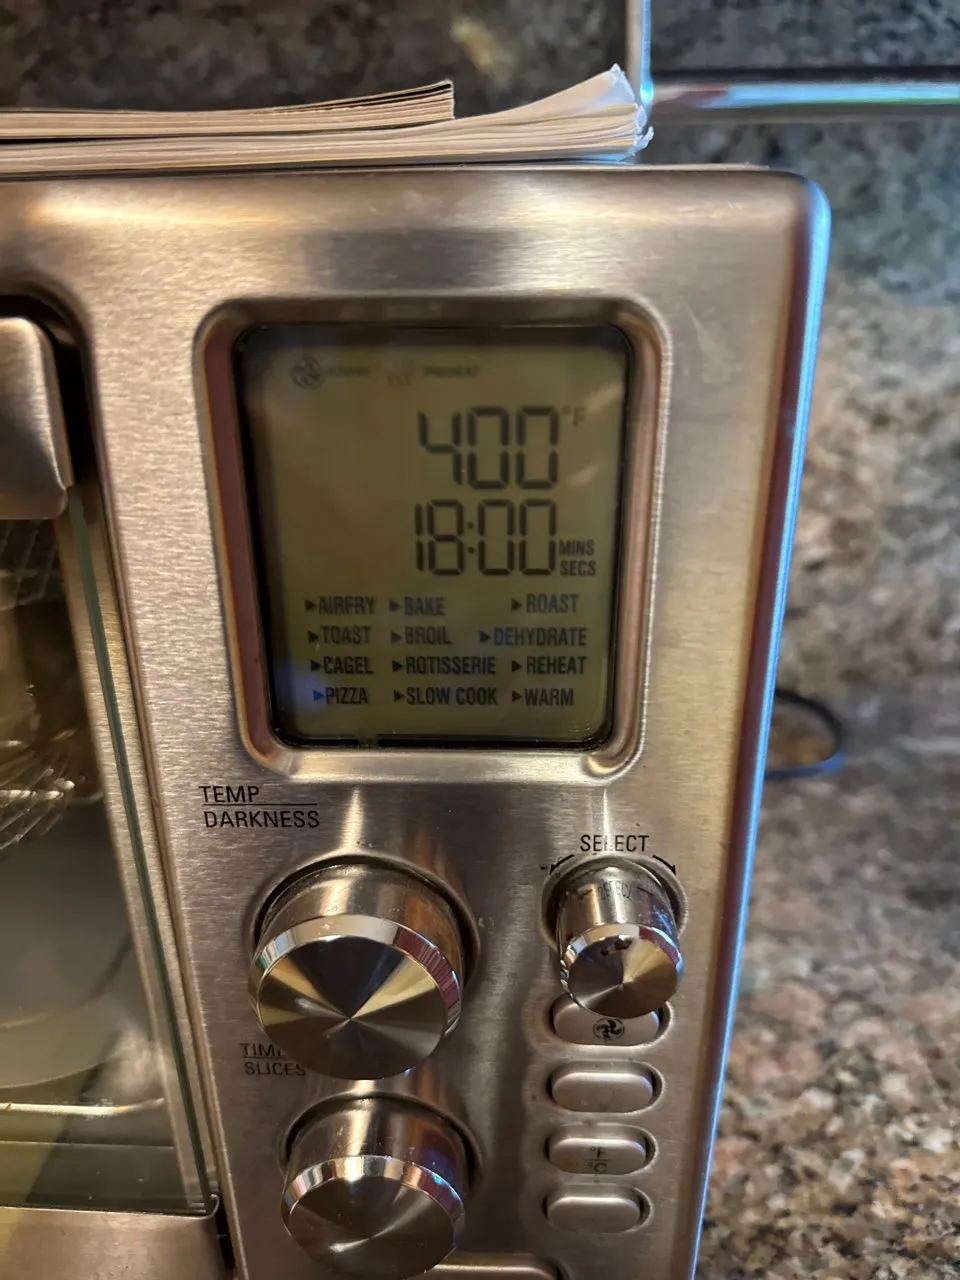 PREHEAT
400°F
18:00 MINS SECS
▶AIRFRY ▶BAKE ▶ROAST
▶TOAST ▶BROIL ▶DEHYDRATE
▶BAGEL ▶ROTISSERIE ▶REHEAT
▶PIZZA ▶SLOW COOK ▶WARM
TEMP
DARKNESS
SELECT
TIME
SLICES
°F
°C